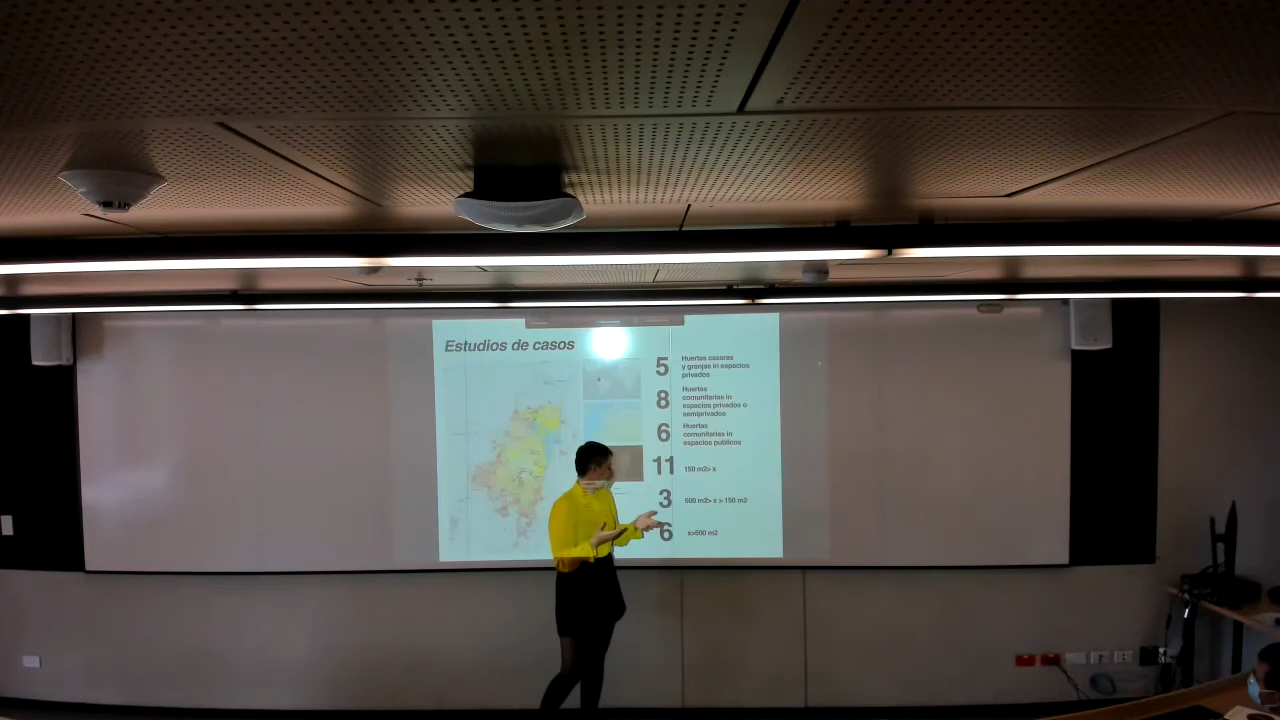 Estudios de casos
5
Huertas caseras
y granjas in espacios
privados
8
Huertas
comunitarias in
espacios privados o
semiprivados
6
Huertas
comunitarias in
espacios publicos
11
150 m2> x
3
500 m2> x > 150 m2
6
x>500 m2